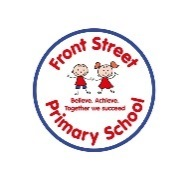 Front Street
Believe. Achieve.
Together we succeed
Primary School